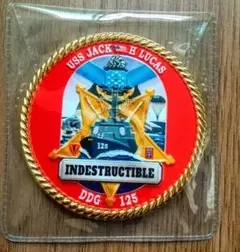 USS JACK H LUCAS
125
INDESTRUCTIBLE
DDG 125